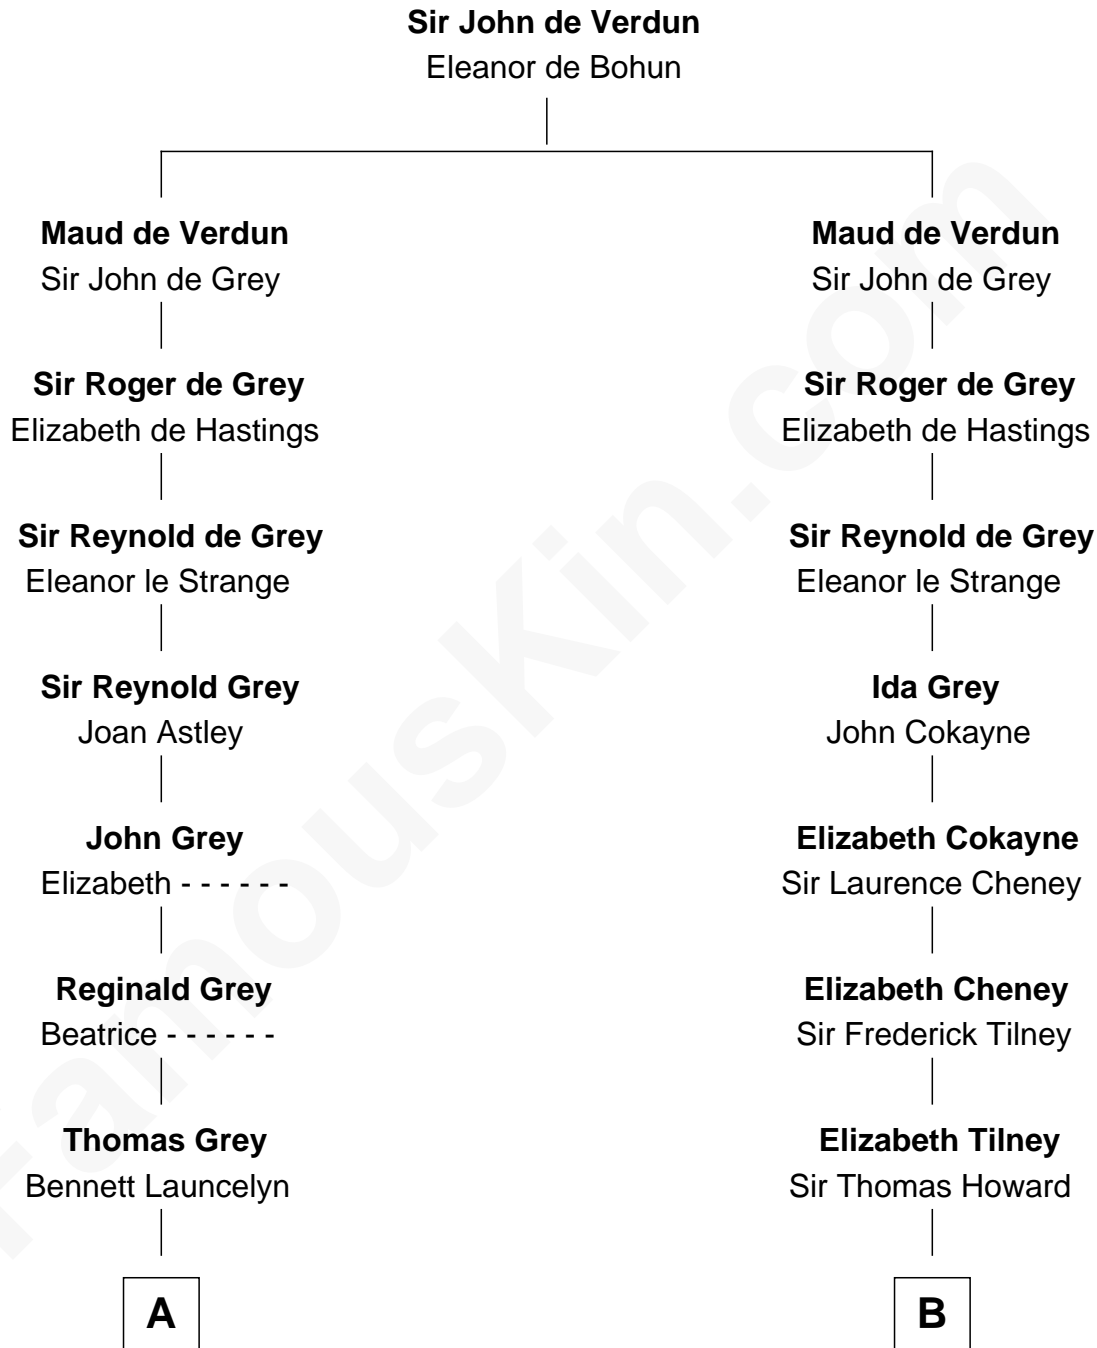 Sir John de Verdun
Eleanor de Bohun
Maud de Verdun
Sir John de Grey
Maud de Verdun
Sir John de Grey
Sir Roger de Grey
Elizabeth de Hastings
Sir Roger de Grey
Elizabeth de Hastings
Sir Reynold de Grey
Eleanor le Strange
Sir Reynold de Grey
Eleanor le Strange
Sir Reynold Grey
Joan Astley
Ida Grey
John Cokayne
John Grey
Elizabeth - - - - - -
Elizabeth Cokayne
Sir Laurence Cheney
Reginald Grey
Beatrice - - - - - -
Elizabeth Cheney
Sir Frederick Tilney
Thomas Grey
Bennett Launcelyn
Elizabeth Tilney
Sir Thomas Howard
A
B
FamousKin.com